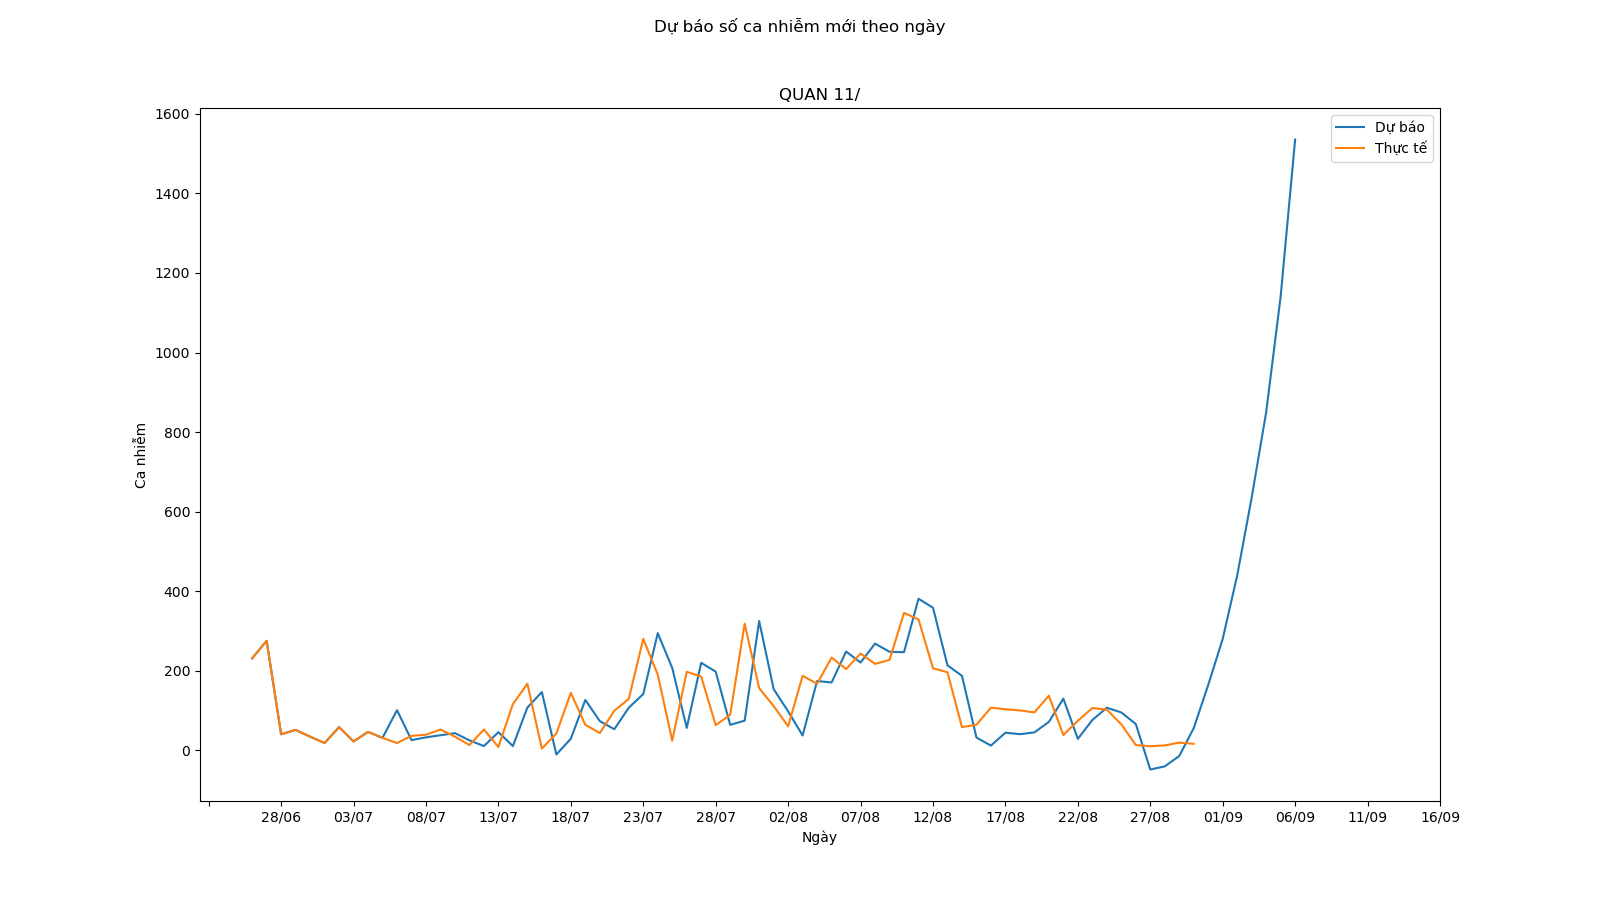 Dự báo số ca nhiễm mới theo ngày
QUAN 11/
Dự báo
Thực tế
Ca nhiễm
1600
1400
1200
1000
800
600
400
200
0
28/06 03/07 08/07 13/07 18/07 23/07 28/07 02/08 07/08 12/08 17/08 22/08 27/08 01/09 06/09 11/09 16/09
Ngày